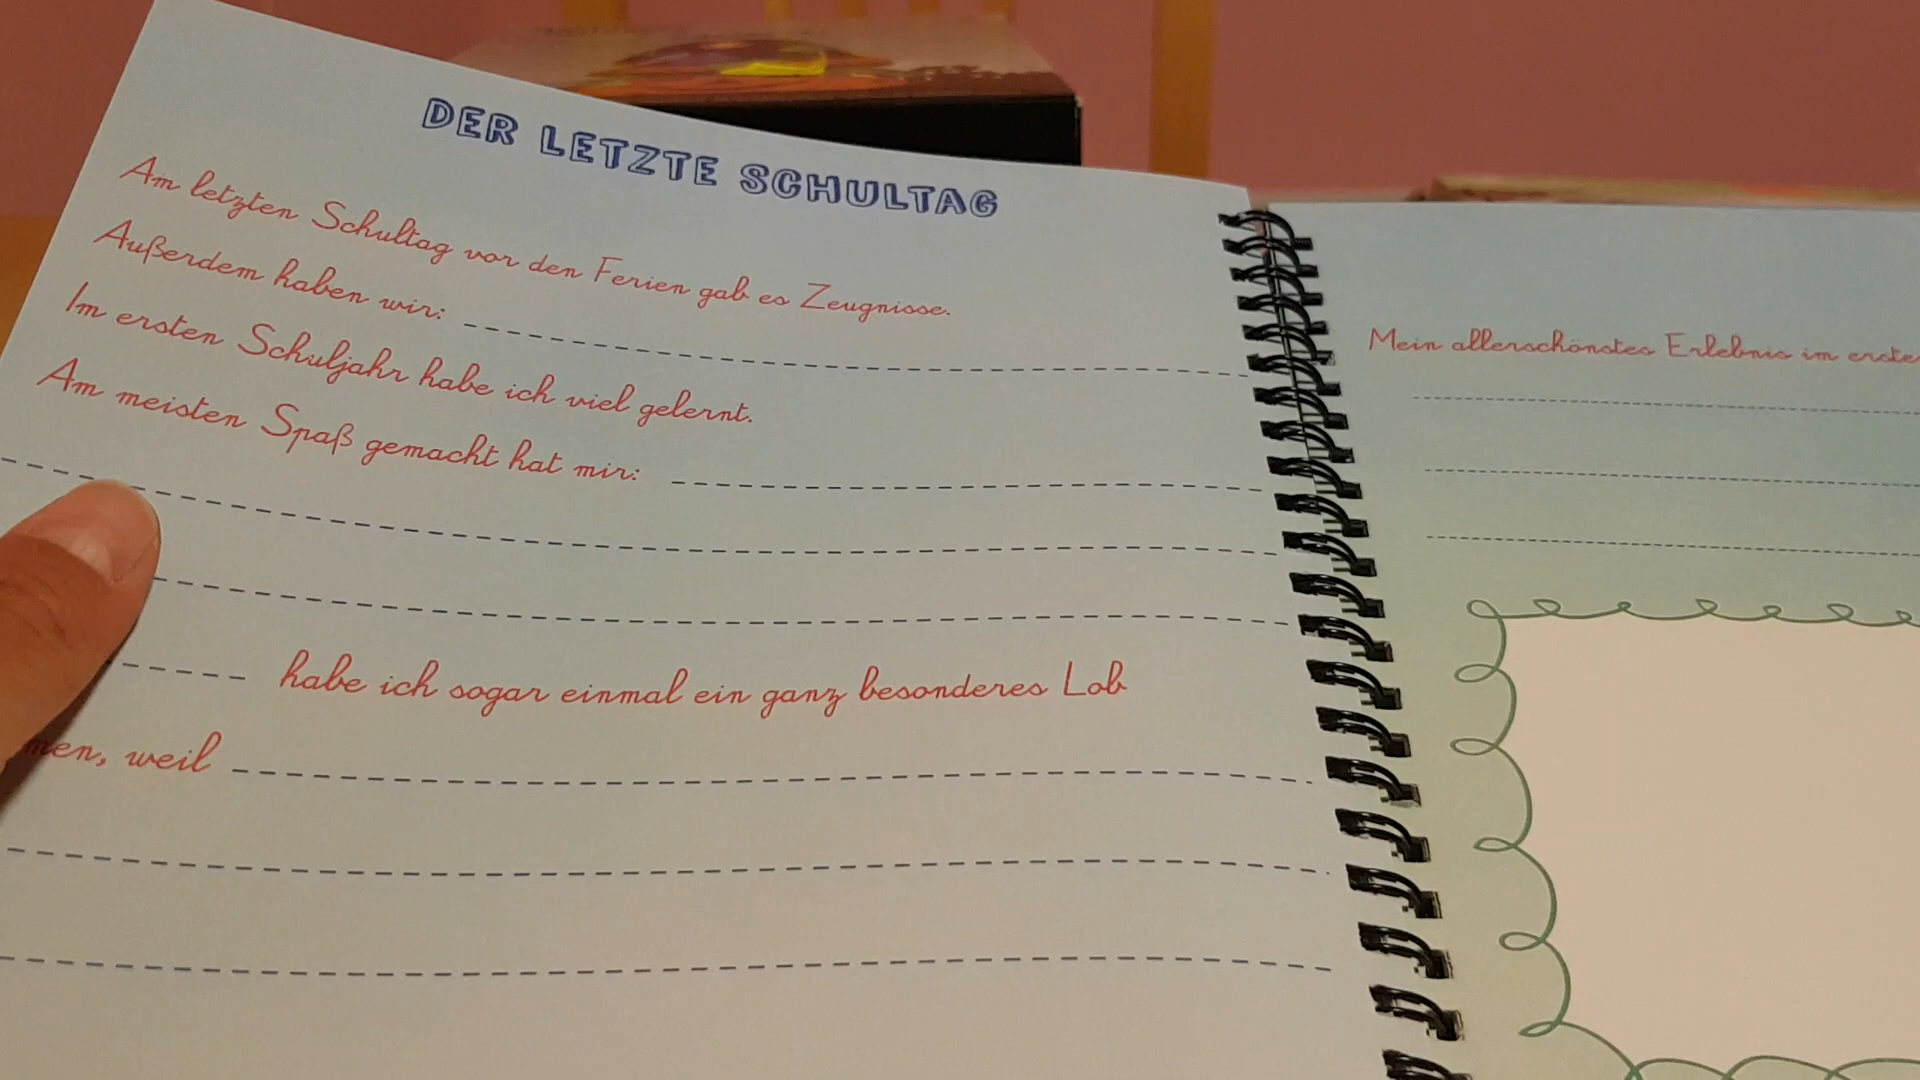 DER LETZTE SCHULTAG
Am letzten Schultag vor den Ferien gab es Zeugnisse.
Außerdem haben wir:
Im ersten Schuljahr habe ich viel gelernt.
Am meisten Spaß gemacht hat mir:
habe ich sogar einmal ein ganz besonderes Lob
men, weil
Mein allerschönstes Erlebnis im ersten